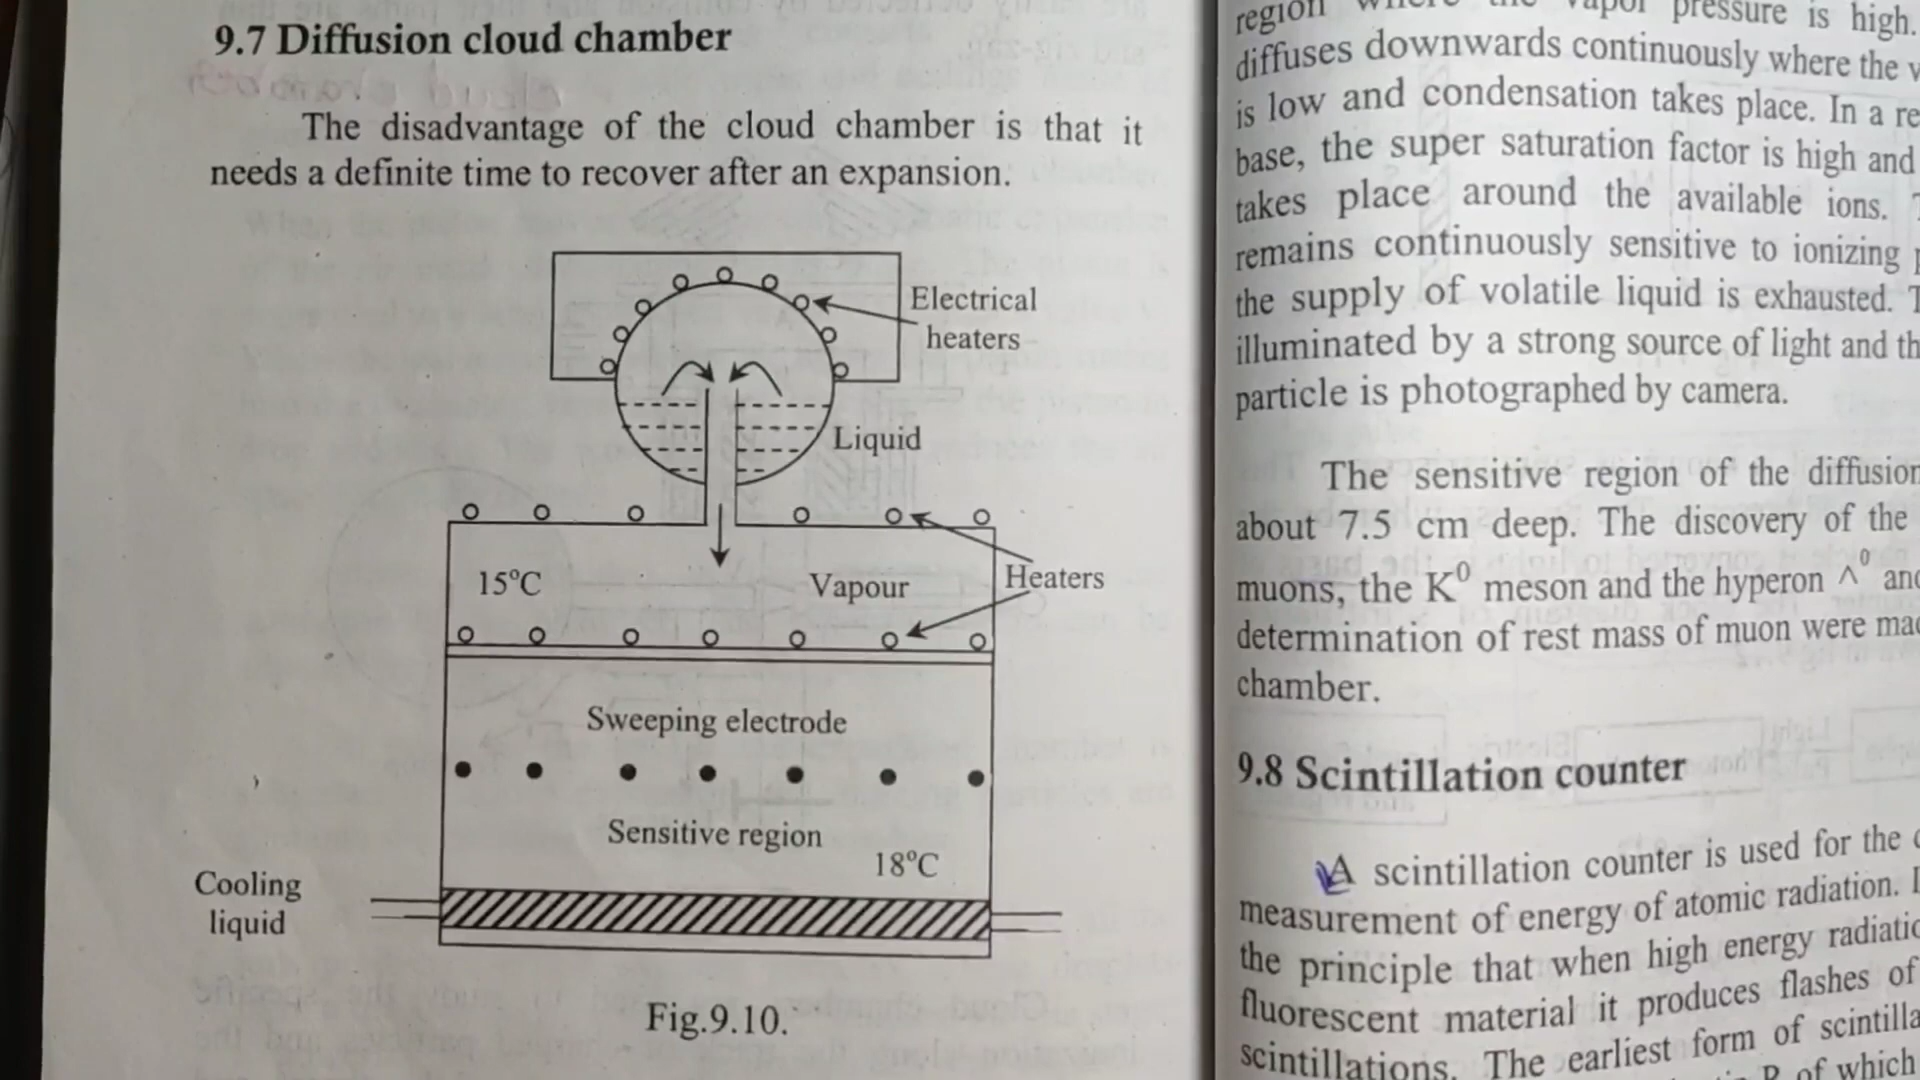 9.7 Diffusion cloud chamber
The disadvantage of the cloud chamber is that it
needs a definite time to recover after an expansion.
Electrical
heaters
Liquid
15°C
Vapour
Heaters
Sweeping electrode
Sensitive region
18°C
Cooling
liquid
Fig.9.10.
region where the vapor pressure is high.
diffuses downwards continuously where the
is low and condensation takes place. In a
base, the super saturation factor is high and
takes place around the available ions.
remains continuously sensitive to ionizing
the supply of volatile liquid is exhausted.
illuminated by a strong source of light and
particle is photographed by camera.
The sensitive region of the diffusion
about 7.5 cm deep. The discovery of the
muons, the K⁰ meson and the hyperon ^⁰
determination of rest mass of muon were
chamber.
9.8 Scintillation counter
A scintillation counter is used for the
measurement of energy of atomic radiation.
the principle that when high energy
fluorescent material it produces flashes of
scintillations. The earliest form of
of which